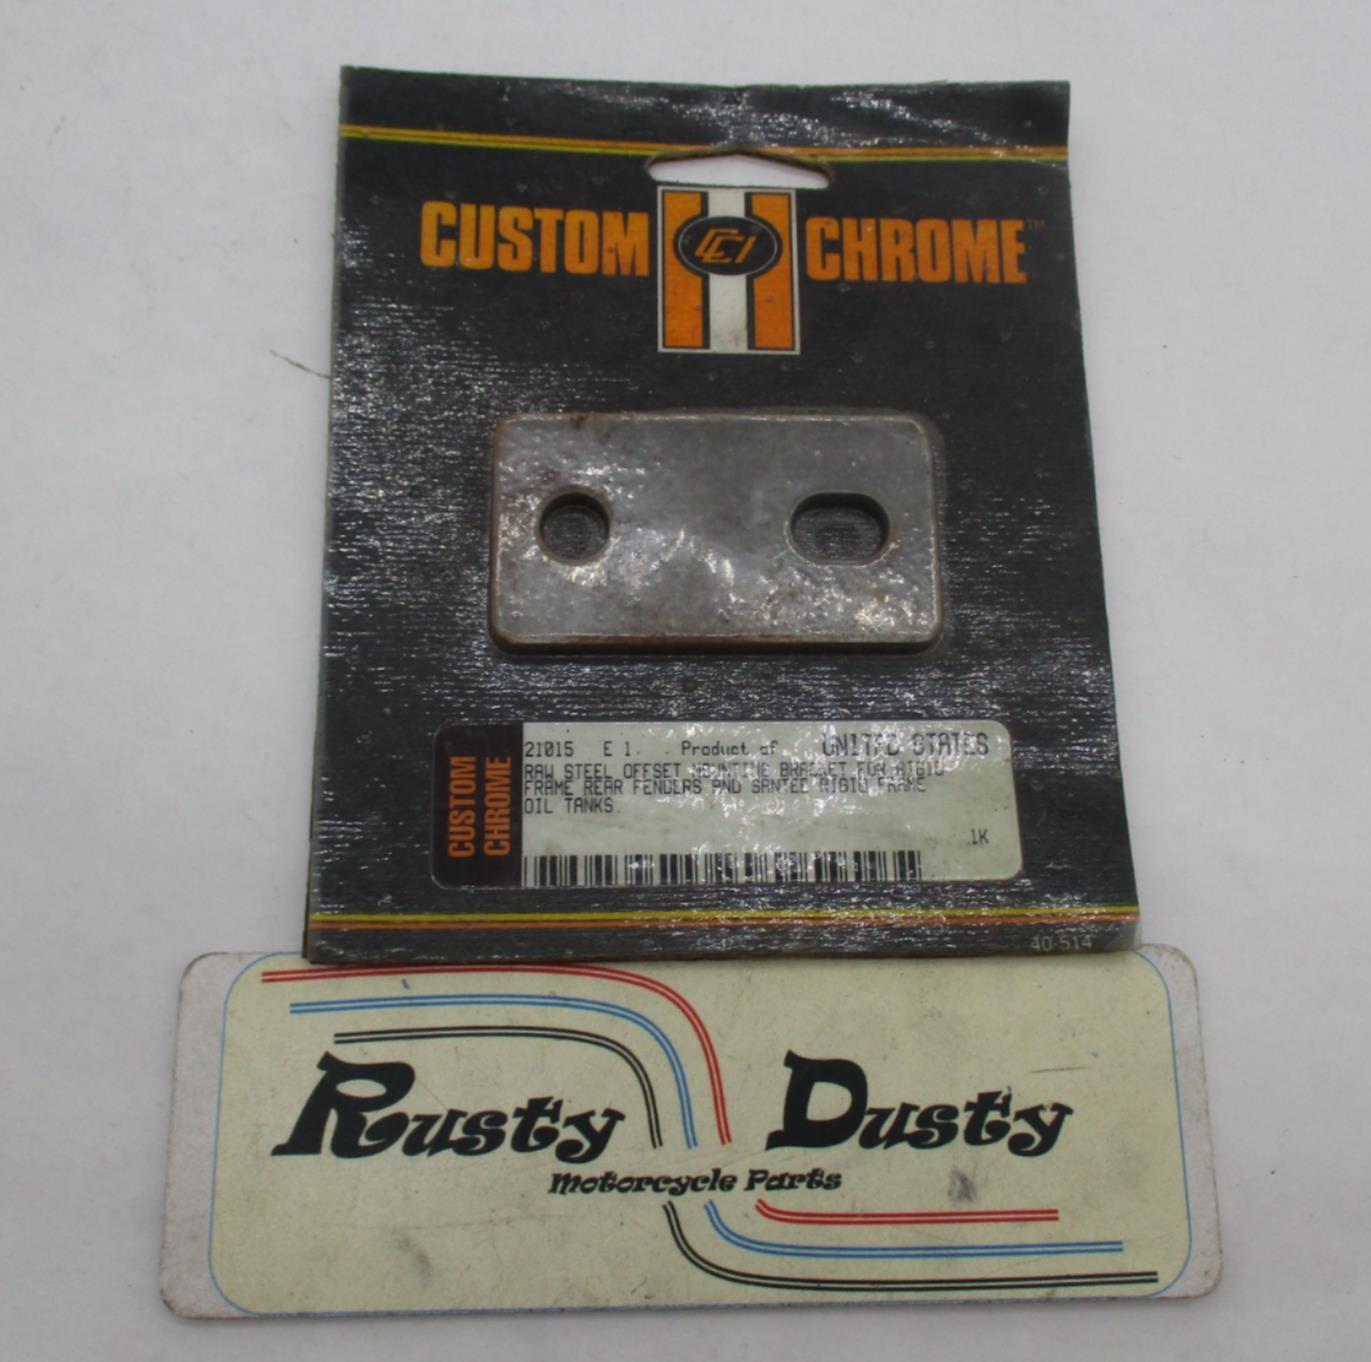 CUSTOM CCI CHROME™
CUSTOM CHROME
21015 E 1. Product of UNITED STATES
RAW STEEL OFFSET MOUNTING BRACKET FOR RIGID
FRAME REAR FENDERS AND SANTEE RIGID FRAME
OIL TANKS.
1K
40-514
Rusty Dusty
Motorcycle Parts